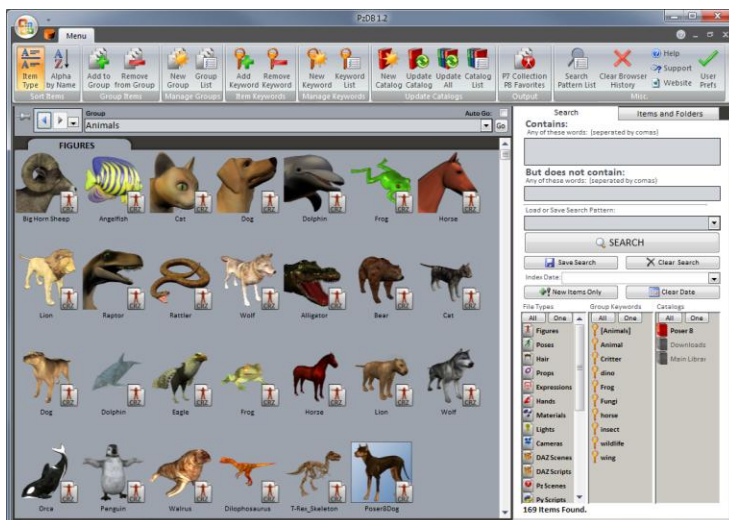 PzDB 1.2
Menu
Item Type
Alpha by Name
Add to Group
Remove from Group
New Group
Group List
Add Keyword
Remove Keyword
New Keyword
Keyword List
New Catalog
Update Catalog
Update All
Catalog List
P7 Collection P8 Favorites
Search Pattern List
Clear Browser History
Help
Support
Website
User Prefs
Sort Items
Group Items
Manage Groups
Item Keywords
Manage Keywords
Update Catalogs
Output
Misc.
Group
Auto Go:
Animals
Go
FIGURES
Big Horn Sheep
Angelfish
Cat
Dog
Dolphin
Frog
Horse
Lion
Raptor
Rattler
Wolf
Alligator
Bear
Cat
Dog
Dolphin
Eagle
Frog
Horse
Lion
Wolf
Orca
Penguin
Walrus
Dilophosaurus
T-Rex_Skeleton
Poser8Dog
Search
Items and Folders
Contains:
Any of these words: (seperated by comas)
But does not contain:
Any of these words: (seperated by comas)
Load or Save Search Pattern:
SEARCH
Save Search
Clear Search
Index Date:
New Items Only
Clear Date
File Types
Group Keywords
Catalogs
All One
All One
All One
Figures
Poses
Hair
Props
Expressions
Hands
Materials
Lights
Cameras
DAZ Scenes
DAZ Scripts
Pz Scenes
Py Scripts
[Animals]
Animal
Critter
dino
Frog
Fungi
horse
insect
wildlife
wing
Poser 8
Downloads
Main Librar
169 Items Found.